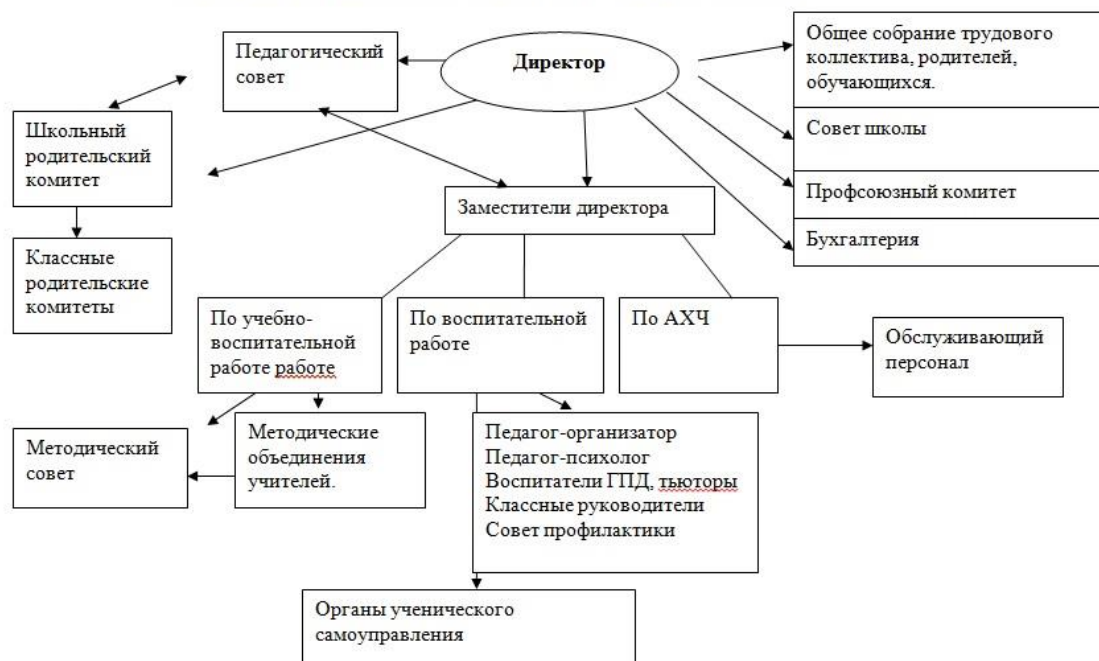 Директор
Педагогический
совет
Общее собрание трудового
коллектива, родителей,
обучающихся.
Совет школы
Профсоюзный комитет
Бухгалтерия
Школьный
родительский
комитет
Классные
родительские
комитеты
Заместители директора
По учебно-
воспитательной
работе работе
По воспитательной
работе
По АХЧ
Обслуживающий
персонал
Методический
совет
Методические
объединения
учителей.
Педагог-организатор
Педагог-психолог
Воспитатели ГПД, тьюторы
Классные руководители
Совет профилактики
Органы ученического
самоуправления